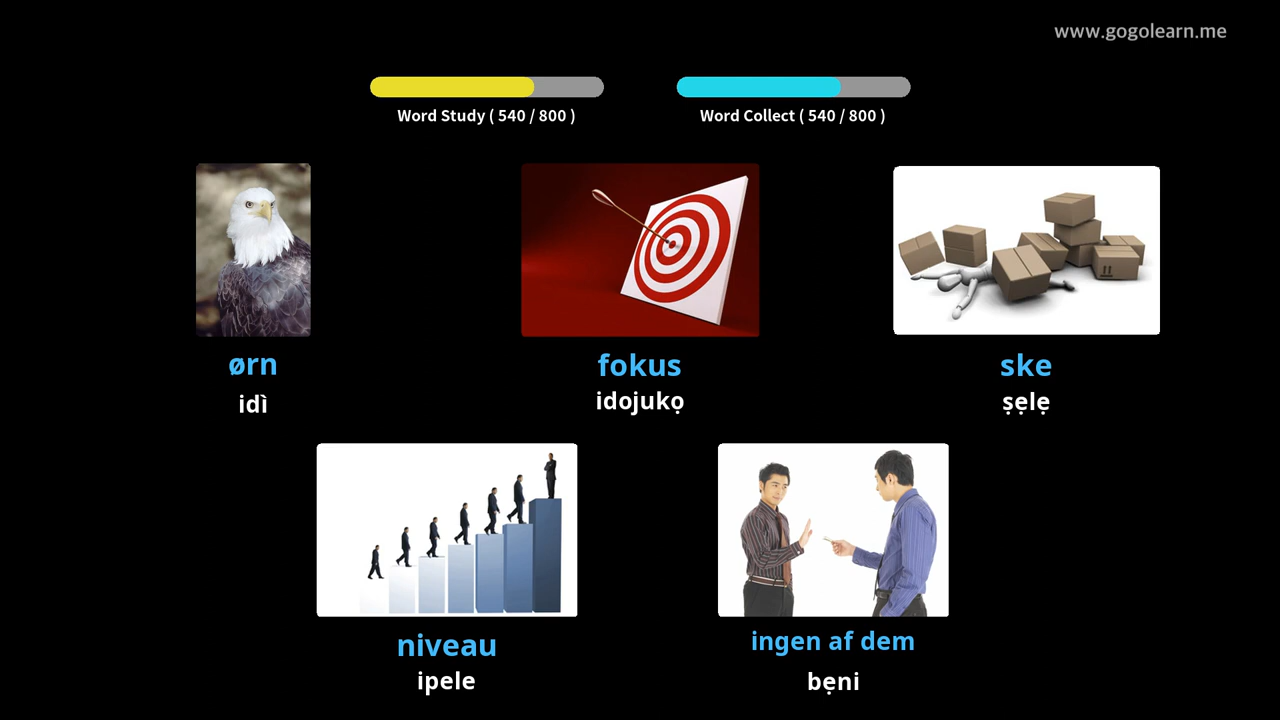 www.gogolearn.me
Word Study ( 540 / 800 )
Word Collect ( 540 / 800 )
ørn
idì
fokus
idojukọ
ske
ṣẹlẹ
niveau
ipele
ingen af dem
bẹni